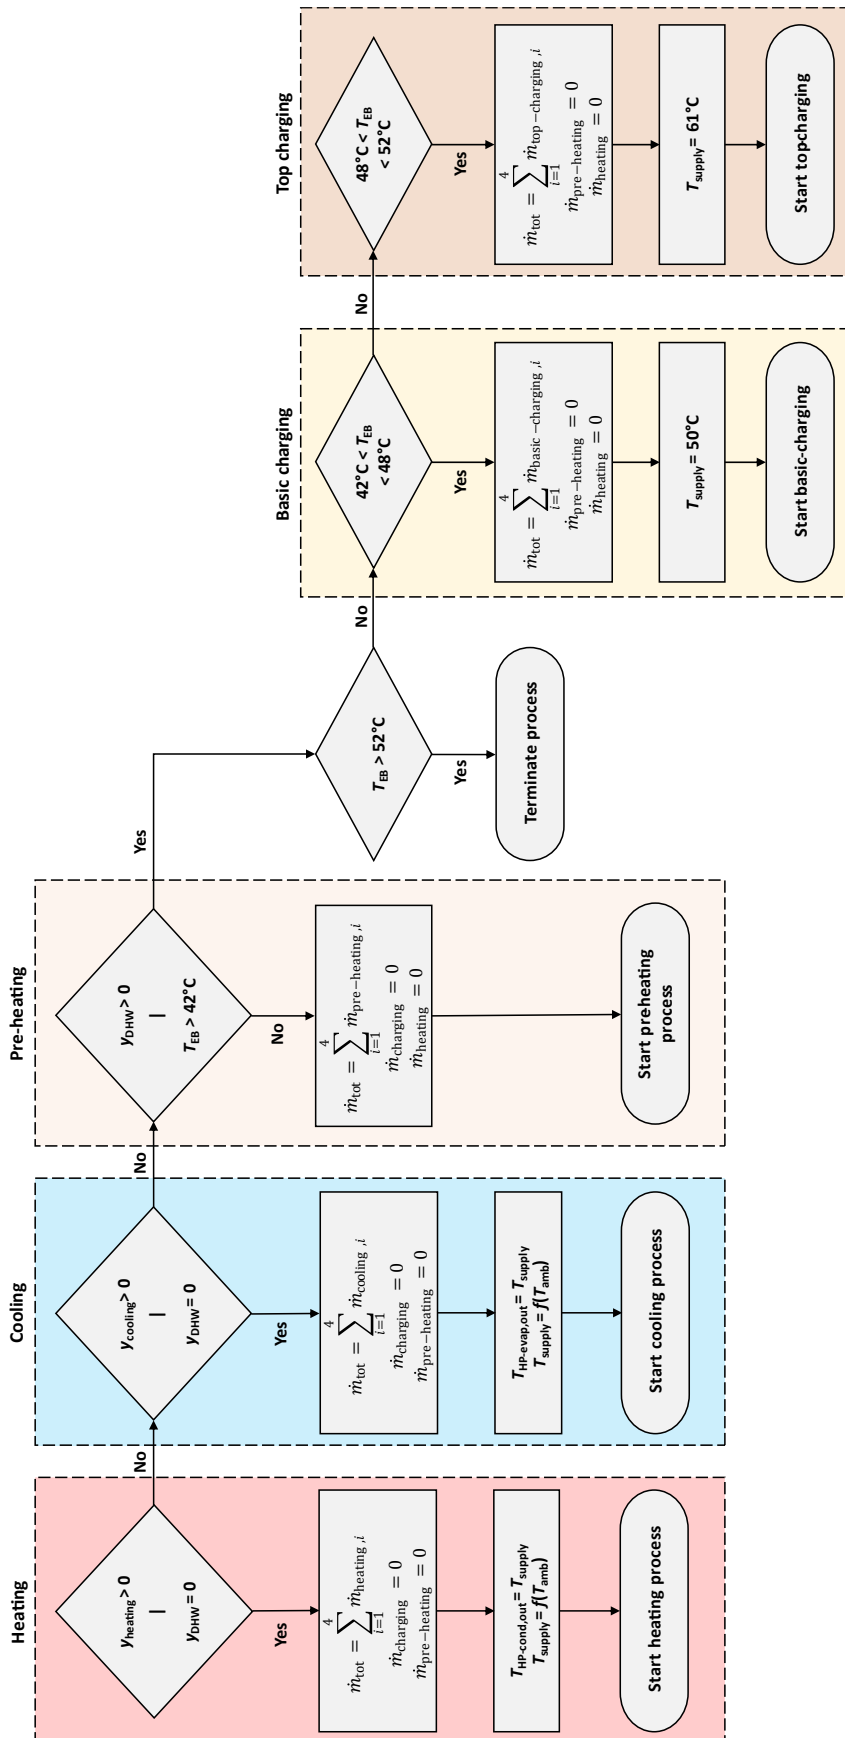 Heating
y_heating > 0
|
y_DHW = 0
Yes
ṁ_tot = ∑_{i=1}^{4} ṁ_heating,i
ṁ_charging = 0
ṁ_pre−heating = 0
T_HP-cond,out = T_supply
T_supply = f(T_amb)
Start heating process
No
Cooling
y_cooling > 0
|
y_DHW = 0
Yes
ṁ_tot = ∑_{i=1}^{4} ṁ_cooling,i
ṁ_charging = 0
ṁ_pre−heating = 0
T_HP-evap,out = T_supply
T_supply = f(T_amb)
Start cooling process
No
Pre-heating
y_DHW > 0
|
T_EB > 42°C
No
ṁ_tot = ∑_{i=1}^{4} ṁ_pre−heating,i
ṁ_charging = 0
ṁ_heating = 0
Start pre-heating
process
Yes
T_EB > 52°C
Yes
Terminate process
No
Basic charging
42°C < T_EB
< 48°C
Yes
ṁ_tot = ∑_{i=1}^{4} ṁ_basic−charging,i
ṁ_pre−heating = 0
ṁ_heating = 0
T_supply = 50°C
Start basic-charging
No
Top charging
48°C < T_EB
< 52°C
Yes
ṁ_tot = ∑_{i=1}^{4} ṁ_top−charging,i
ṁ_pre−heating = 0
ṁ_heating = 0
T_supply = 61°C
Start top-charging